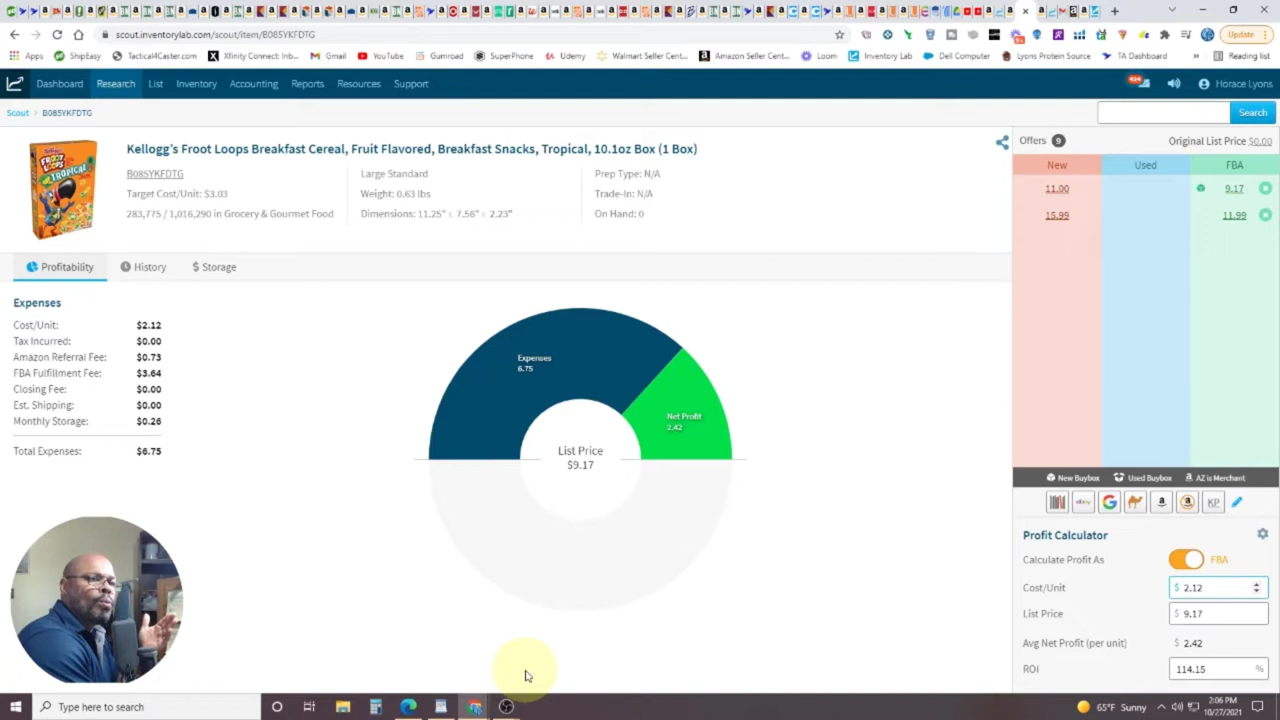 scout.inventorylab.com/scout/item/B085YKFDTG
Update
Apps ShipEasy Tactical4Caster.com Xfinity Connect: Inb... Gmail YouTube Gumroad SuperPhone Udemy Walmart Seller Cent... Amazon Seller Cent... Loom Inventory Lab Dell Computer Lyons Protein Source TA Dashboard » Reading list
Dashboard Research List Inventory Accounting Profits Resources Support Horace Lyons
Scout > B085YKFDTG
Search
Kellogg's Froot Loops Breakfast Cereal, Fruit Flavored, Breakfast Snacks, Tropical, 10.1oz Box (1 Box)
B085YKFDTG
Target Cost/Unit: $3.03
283,775 / 1,016,290 in Grocery & Gourmet Food
Large Standard
Weight: 0.63 lbs
Dimensions: 11.25" x 7.56" x 2.23"
Prep Type: N/A
Trade-In: N/A
On Hand: 0
Offers 9 Original List Price $0.00
New Used FBA
11.00 9.17
15.99 11.99
Profitability History $ Storage
Expenses
Cost/Unit: $2.12
Tax Incurred: $0.00
Amazon Referral Fee: $0.73
FBA Fulfillment Fee: $3.64
Closing Fee: $0.00
Est. Shipping: $0.00
Monthly Storage: $0.26
Total Expenses: $6.75
Expenses
6.75
Net Profit
2.42
List Price
$9.17
New Buybox Used Buybox AZ is Merchant
ebay G a KP
Profit Calculator
Calculate Profit As FBA
Cost/Unit $ 2.12
List Price $ 9.17
Avg Net Profit (per unit) $ 2.42
ROI 114.15 %
Type here to search
65°F Sunny
2:06 PM
10/27/2021